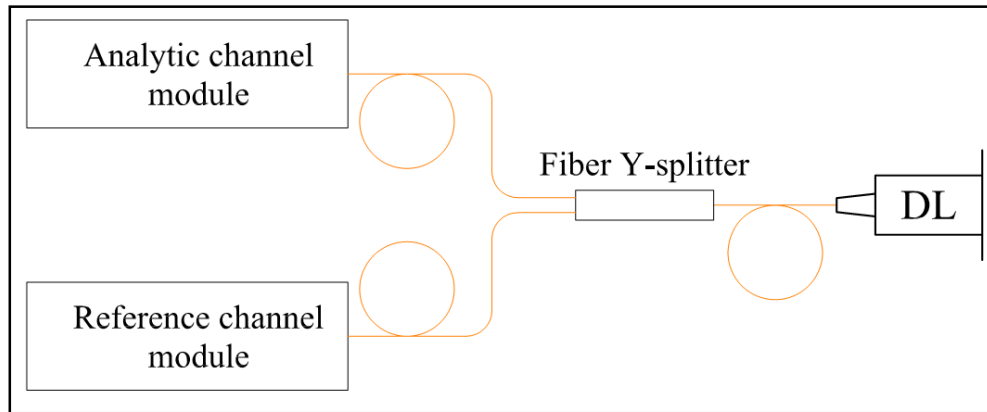 Analytic channel
module
Fiber Y-splitter
DL
Reference channel
module